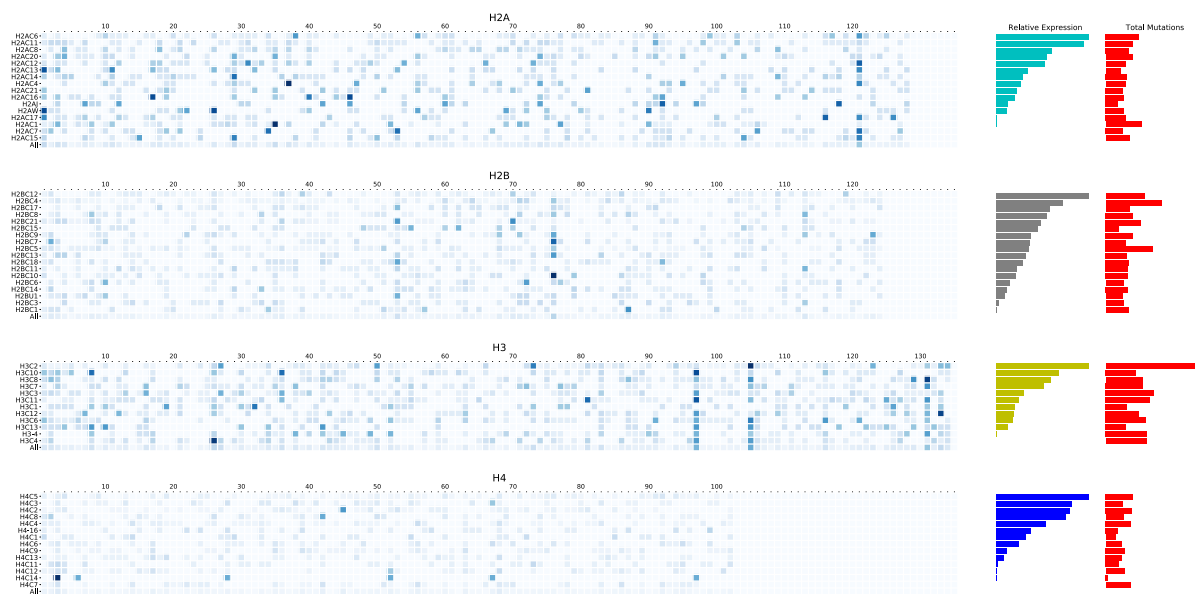 H2A
10 20 30 40 50 60 70 80 90 100 110 120
Relative Expression
Total Mutations
H2AC6
H2AC11
H2AC8
H2AC20
H2AC12
H2AC13
H2AC14
H2AC4
H2AC21
H2AC16
H2AJ
H2AW
H2AC17
H2AC1
H2AC7
H2AC15
All
H2B
10 20 30 40 50 60 70 80 90 100 110 120
H2BC12
H2BC4
H2BC17
H2BC8
H2BC21
H2BC15
H2BC9
H2BC7
H2BC5
H2BC13
H2BC18
H2BC11
H2BC10
H2BC6
H2BC14
H2BU1
H2BC3
H2BC1
All
H3
10 20 30 40 50 60 70 80 90 100 110 120 130
H3C2
H3C10
H3C8
H3C7
H3C3
H3C11
H3C1
H3C12
H3C6
H3C13
H3-4
H3C4
All
H4
10 20 30 40 50 60 70 80 90 100
H4C5
H4C3
H4C2
H4C8
H4C4
H4-16
H4C1
H4C6
H4C9
H4C13
H4C11
H4C12
H4C14
H4C7
All